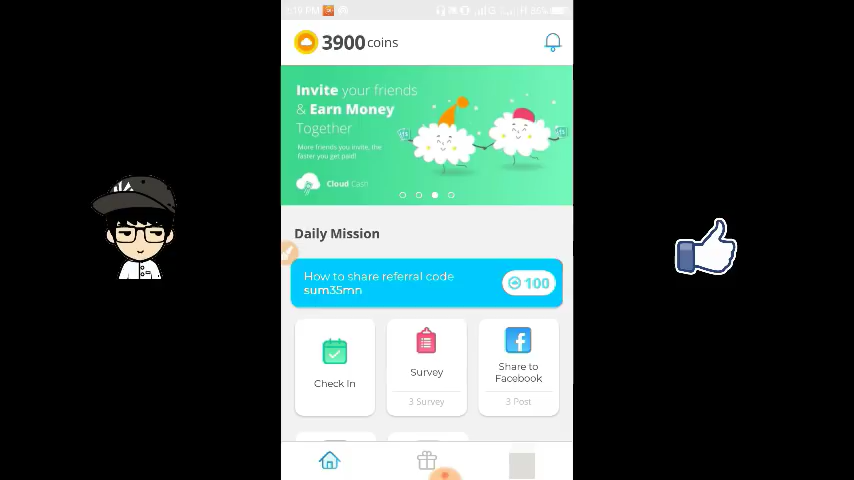 3900 coins
Invite your friends
& Earn Money
Together
More friends you invite, the
faster you get paid!
Cloud Cash
Daily Mission
How to share referral code
sum35mn
100
Check In
Survey
3 Survey
Share to
Facebook
3 Post